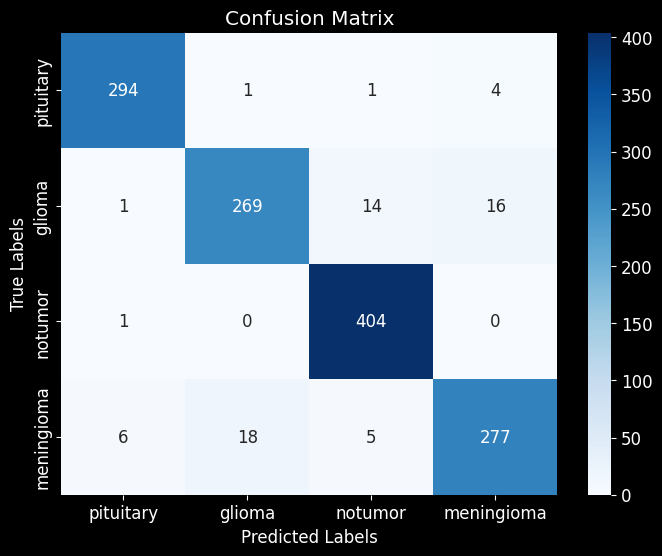 Confusion Matrix
True Labels
pituitary
294 1 1 4
glioma
1 269 14 16
notumor
1 0 404 0
meningioma
6 18 5 277
pituitary glioma notumor meningioma
Predicted Labels
400
350
300
250
200
150
100
50
0